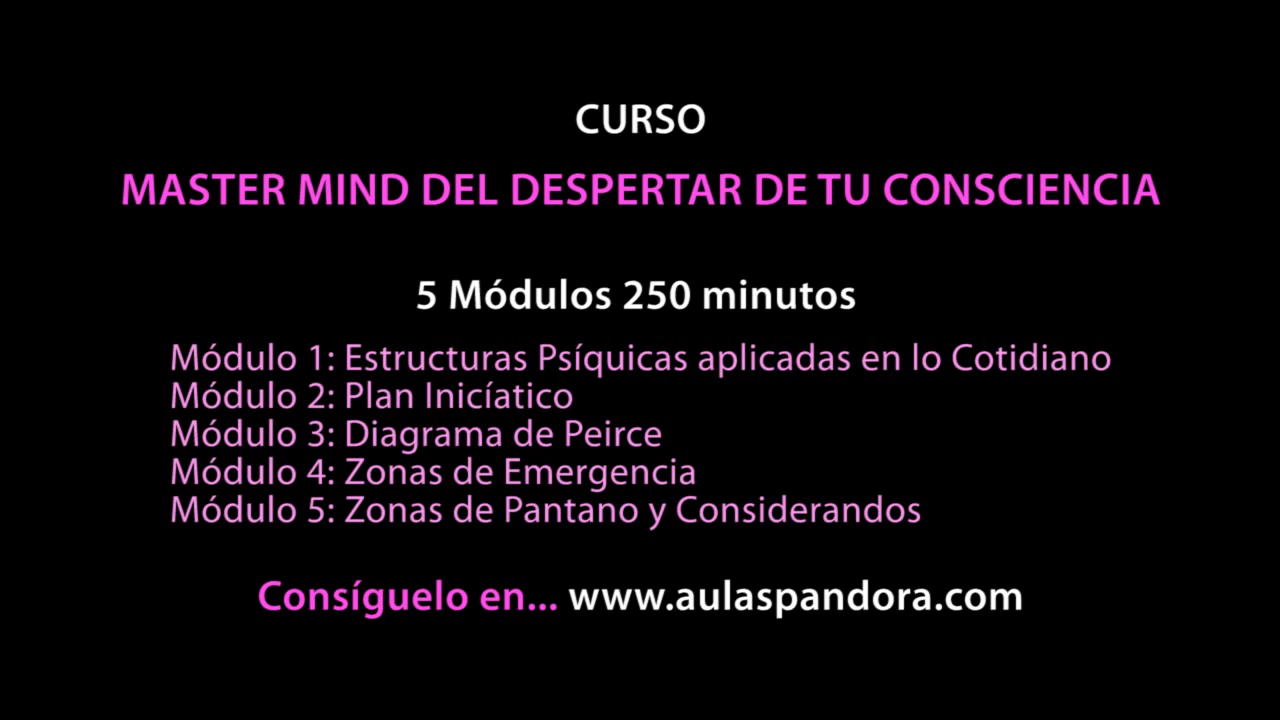 CURSO
MASTER MIND DEL DESPERTAR DE TU CONSCIENCIA
5 Módulos 250 minutos
Módulo 1: Estructuras Psíquicas aplicadas en lo Cotidiano
Módulo 2: Plan Inicíatico
Módulo 3: Diagrama de Peirce
Módulo 4: Zonas de Emergencia
Módulo 5: Zonas de Pantano y Considerandos
Consíguelo en... www.aulaspandora.com